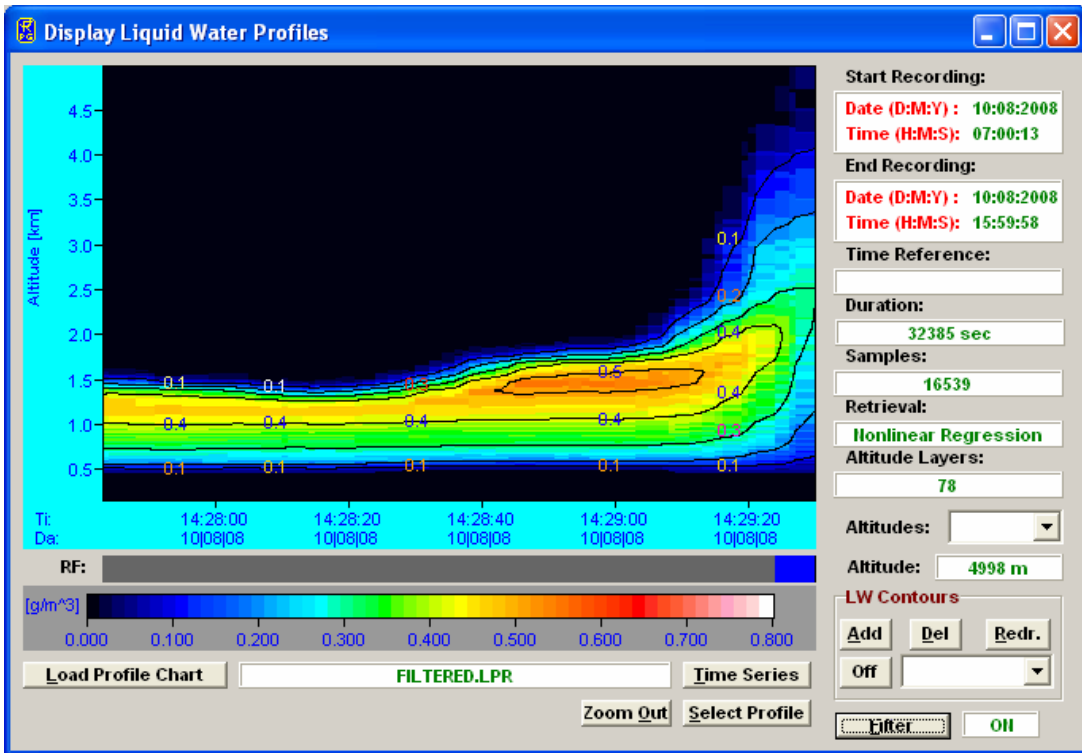 Display Liquid Water Profiles
Start Recording:
Date (D:M:Y) : 10:08:2008
Time (H:M:S): 07:00:13
End Recording:
Date (D:M:Y) : 10:08:2008
Time (H:M:S): 15:59:58
Time Reference:
Duration:
32385 sec
Samples:
16539
Retrieval:
Nonlinear Regression
Altitude Layers:
78
Altitudes:
Altitude: 4998 m
LW Contours
Add Del Redr.
Off
Filter ON
Altitude [km]
4.5
4.0
3.5
3.0
2.5
2.0
1.5
1.0
0.5
0.1
0.2
0.4
0.5
0.1 0.1 0.3
0.4
0.4 0.4 0.4 0.4
0.3
0.1 0.1 0.1 0.1 0.1
Ti: 14:28:00 14:28:20 14:28:40 14:29:00 14:29:20
Da: 10|08|08 10|08|08 10|08|08 10|08|08 10|08|08
RF:
[g/m^3]
0.000 0.100 0.200 0.300 0.400 0.500 0.600 0.700 0.800
Load Profile Chart FILTERED.LPR Time Series
Zoom Out Select Profile